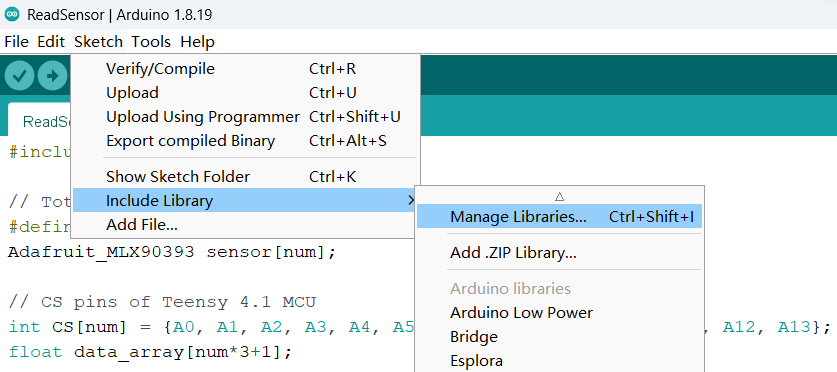 ReadSensor | Arduino 1.8.19
File Edit Sketch Tools Help
Verify/Compile Ctrl+R
Upload Ctrl+U
Upload Using Programmer Ctrl+Shift+U
Export compiled Binary Ctrl+Alt+S
Show Sketch Folder Ctrl+K
Include Library
Add File...
Manage Libraries... Ctrl+Shift+I
Add .ZIP Library...
Arduino libraries
Arduino Low Power
Bridge
Esplora
ReadSe
#inclu
// Tot
#defin
Adafruit_MLX90393 sensor[num];
// CS pins of Teensy 4.1 MCU
int CS[num] = {A0, A1, A2, A3, A4, A5 , A12, A13};
float data_array[num*3+1];